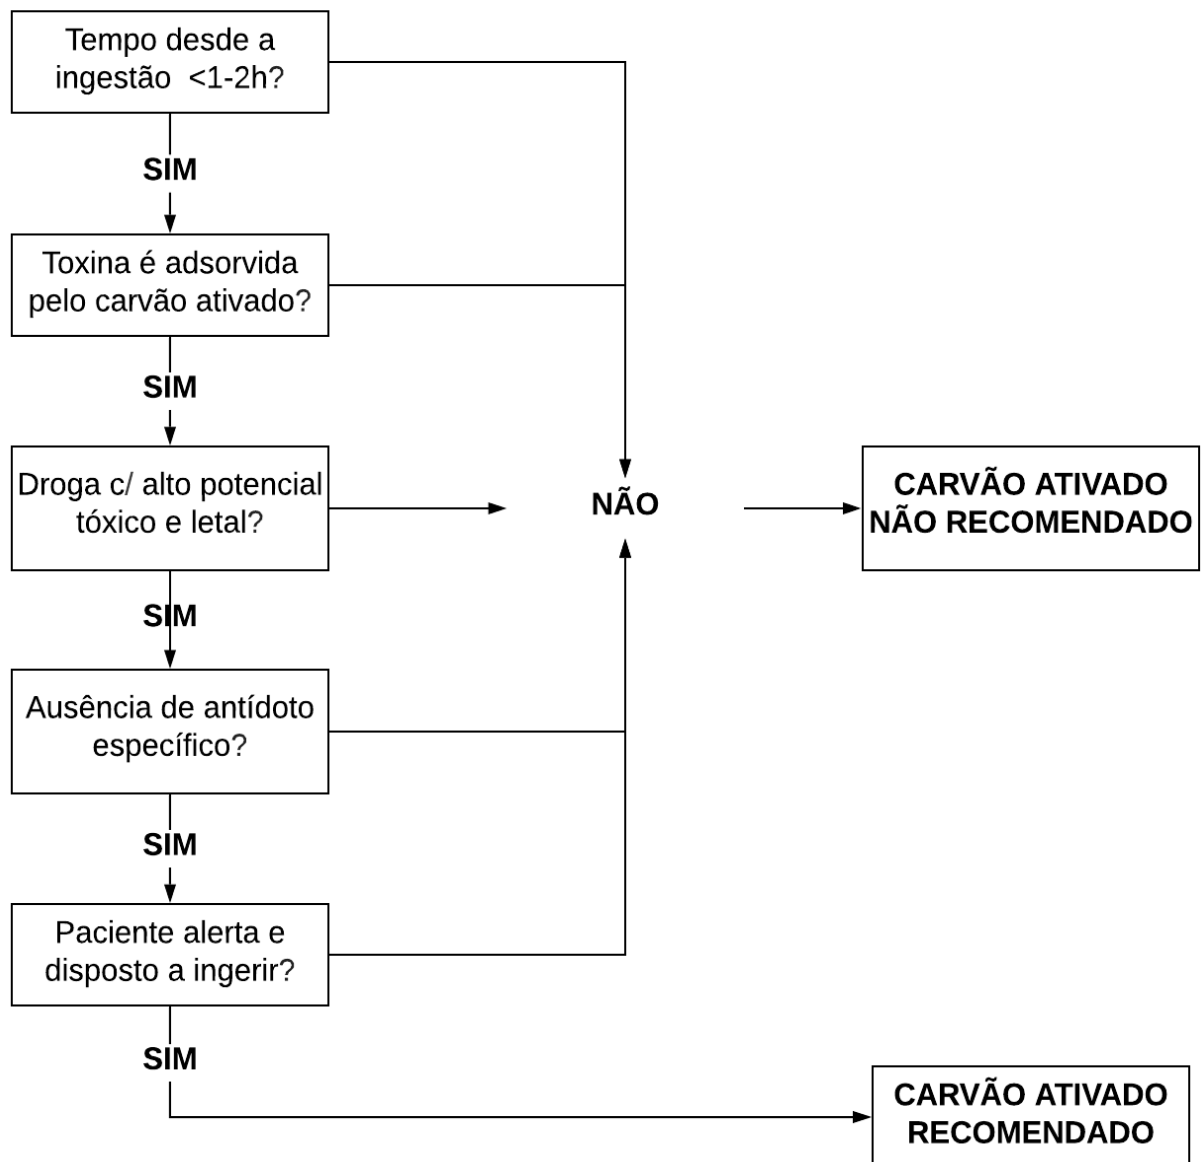 Tempo desde a
ingestão <1-2h?
SIM
Toxina é adsorvida
pelo carvão ativado?
SIM
Droga c/ alto potencial
tóxico e letal?
NÃO
CARVÃO ATIVADO
NÃO RECOMENDADO
SIM
Ausência de antídoto
específico?
SIM
Paciente alerta e
disposto a ingerir?
SIM
CARVÃO ATIVADO
RECOMENDADO